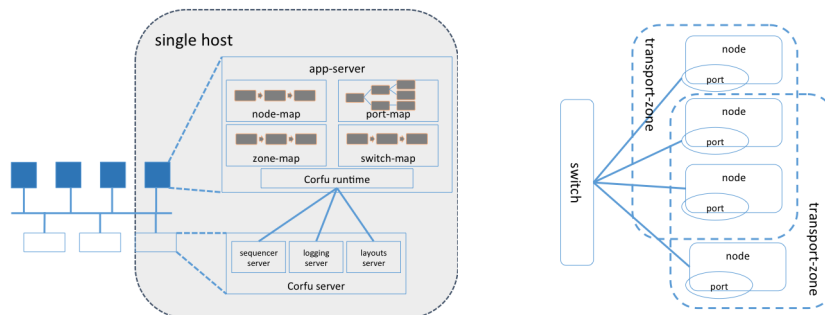 single host
app-server
node-map
port-map
zone-map
switch-map
Corfu runtime
sequencer
server
logging
server
layouts
server
Corfu server
switch
transport-zone
node
port
node
port
node
port
node
port
transport-zone